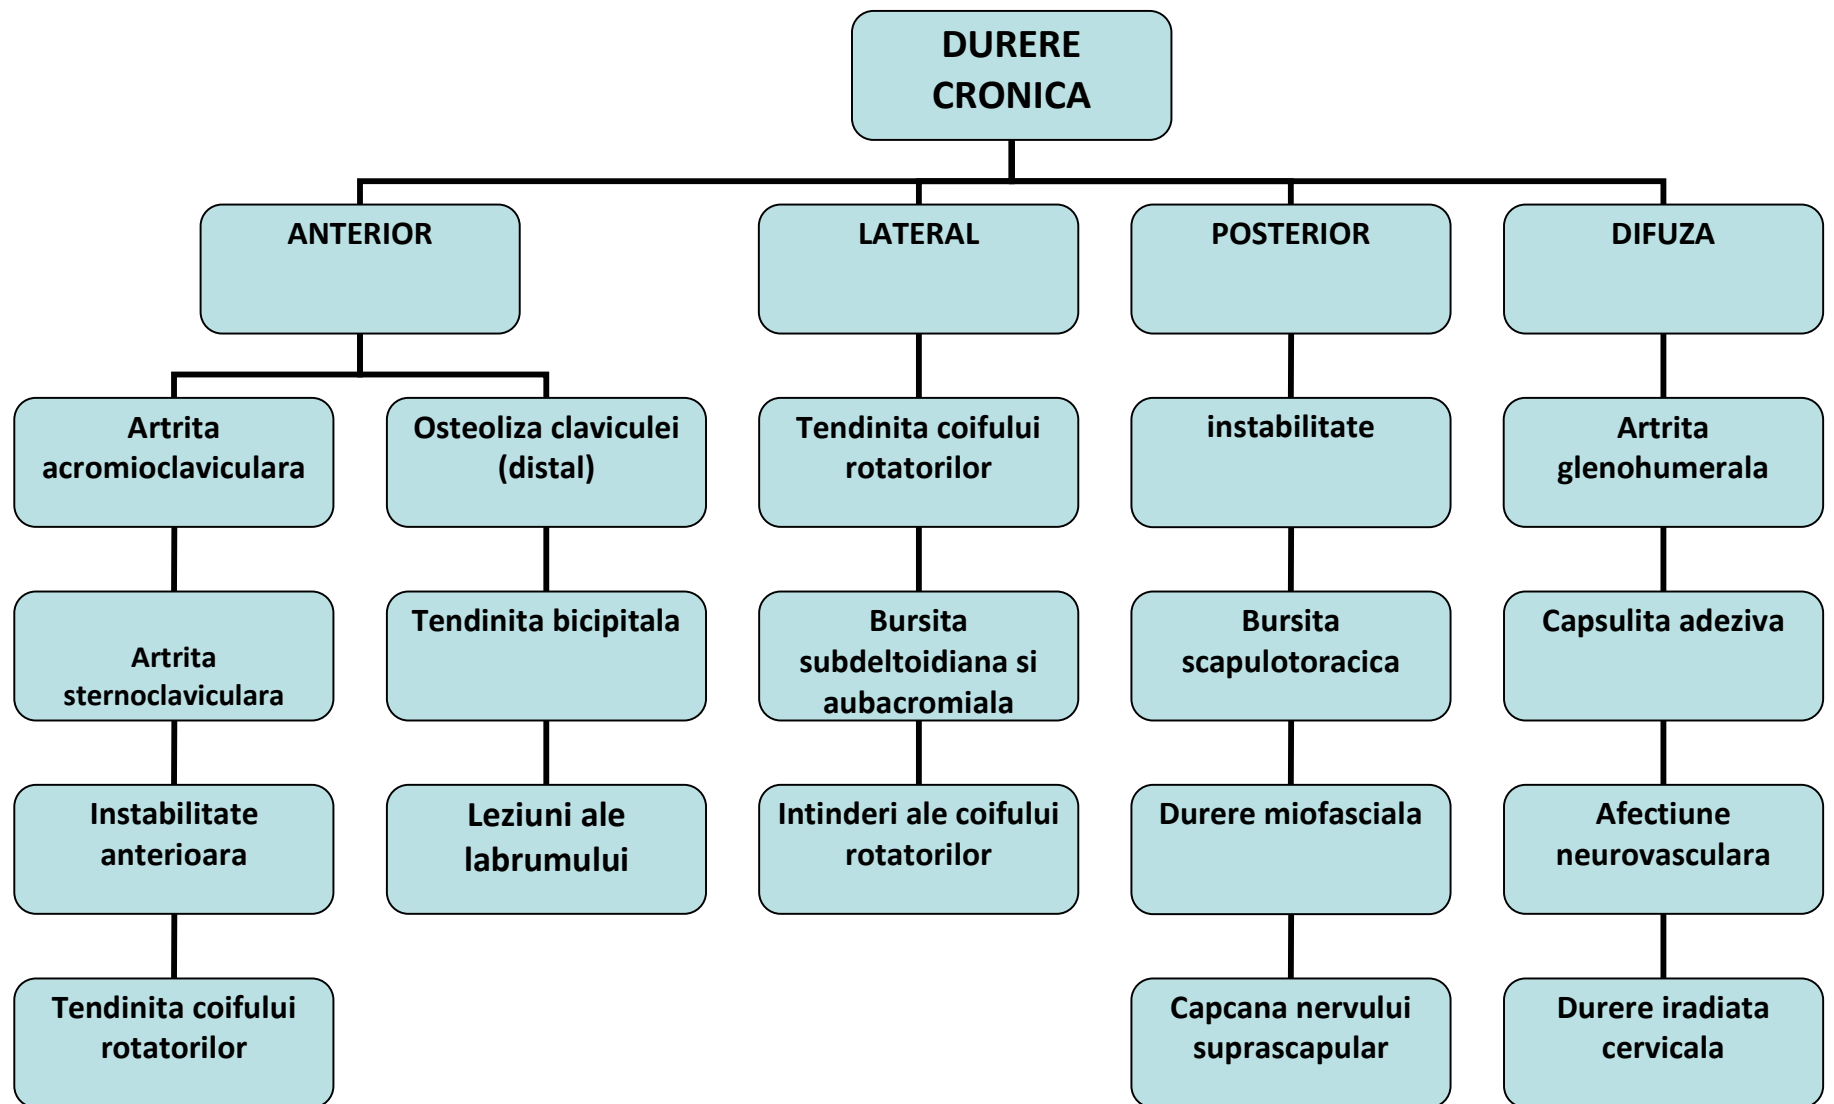 DURERE
CRONICA
ANTERIOR
LATERAL
POSTERIOR
DIFUZA
Artrita
acromioclaviculara
Osteoliza claviculei
(distal)
Tendinita coifului
rotatorilor
instabilitate
Artrita
glenohumerala
Artrita
sternoclaviculara
Tendinita bicipitala
Bursita
subdeltoidiana si
aubacromiala
Bursita
scapulotoracica
Capsulita adeziva
Instabilitate
anterioara
Leziuni ale
labrumului
Intinderi ale coifului
rotatorilor
Durere miofasciala
Afectiune
neurovasculara
Tendinita coifului
rotatorilor
Capcana nervului
suprascapular
Durere iradiata
cervicala